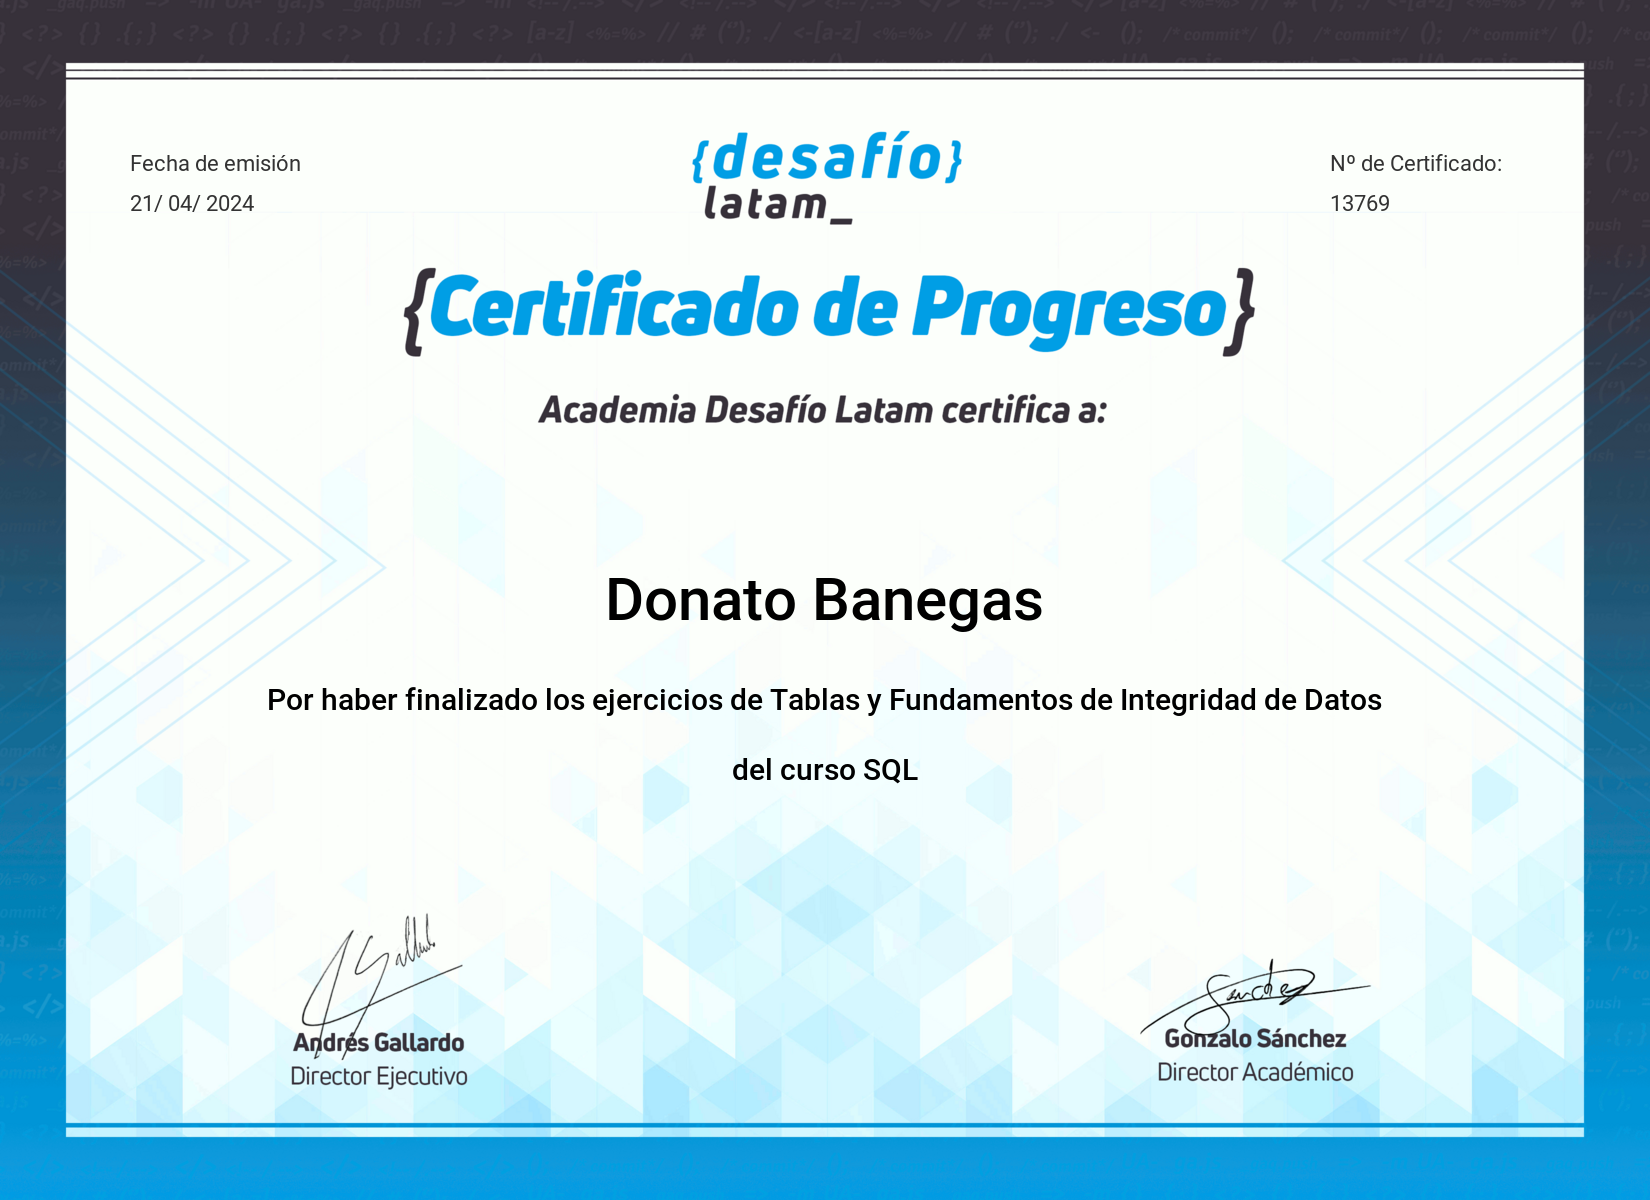 Fecha de emisión
21/ 04/ 2024
{desafío}
latam_
Nº de Certificado:
13769
{Certificado de Progreso}
Academia Desafío Latam certifica a:
Donato Banegas
Por haber finalizado los ejercicios de Tablas y Fundamentos de Integridad de Datos
del curso SQL
Andrés Gallardo
Director Ejecutivo
Gonzalo Sánchez
Director Académico